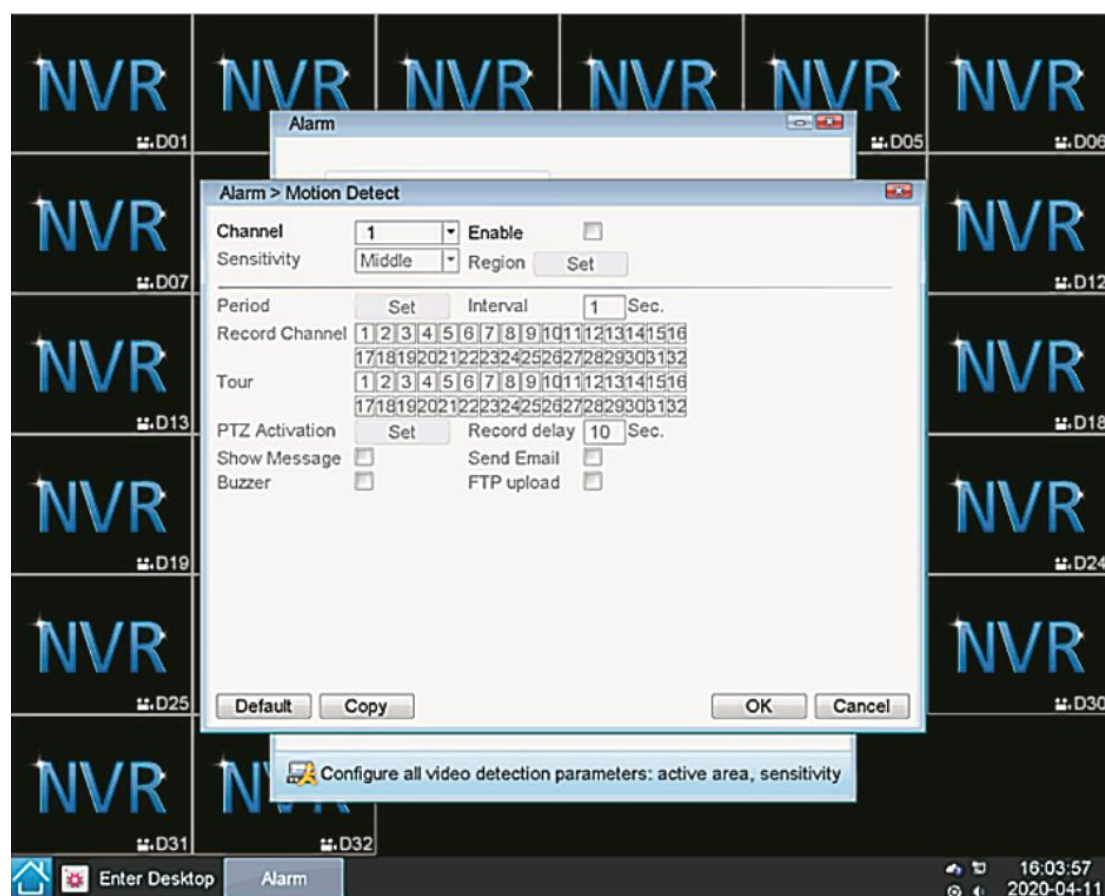 NVR NVR NVR NVR NVR NVR
D01 D05 D06
Alarm
NVR NVR
Alarm > Motion Detect
Channel 1 Enable
Sensitivity Middle Region Set
D07 D12
Period Set Interval 1 Sec.
Record Channel 1 2 3 4 5 6 7 8 9 10 11 12 13 14 15 16
17 18 19 20 21 22 23 24 25 26 27 28 29 30 31 32
NVR NVR
Tour 1 2 3 4 5 6 7 8 9 10 11 12 13 14 15 16
17 18 19 20 21 22 23 24 25 26 27 28 29 30 31 32
D13 D18
PTZ Activation Set Record delay 10 Sec.
Show Message Send Email
Buzzer FTP upload
NVR NVR
D19 D24
NVR NVR
D25 D30
Default Copy OK Cancel
NVR
Configure all video detection parameters: active area, sensitivity
D31 D32
Enter Desktop Alarm 16:03:57
2020-04-11